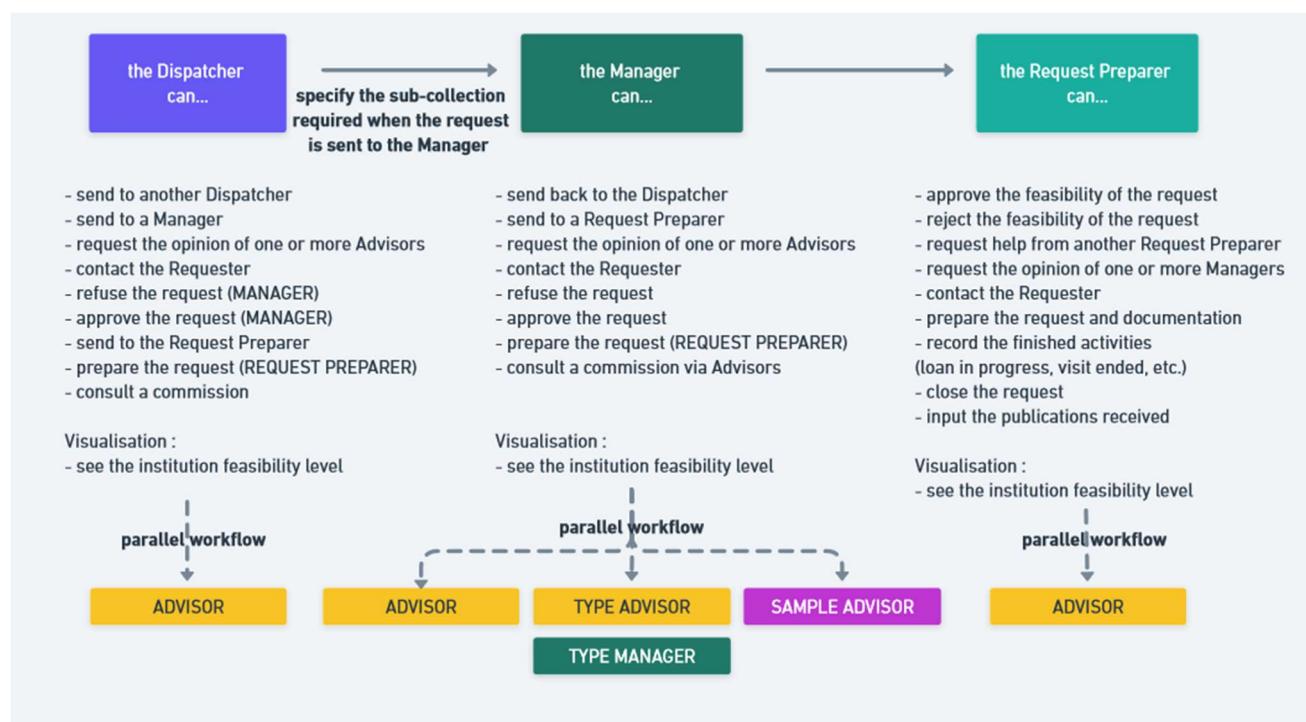 the Dispatcher
can...
specify the sub-collection
required when the request
is sent to the Manager
the Manager
can...
the Request Preparer
can...
- send to another Dispatcher
- send to a Manager
- request the opinion of one or more Advisors
- contact the Requester
- refuse the request (MANAGER)
- approve the request (MANAGER)
- send to the Request Preparer
- prepare the request (REQUEST PREPARER)
- consult a commission
Visualisation :
- see the institution feasibility level
- send back to the Dispatcher
- send to a Request Preparer
- request the opinion of one or more Advisors
- contact the Requester
- refuse the request
- approve the request
- prepare the request (REQUEST PREPARER)
- consult a commission via Advisors
Visualisation :
- see the institution feasibility level
- approve the feasibility of the request
- reject the feasibility of the request
- request help from another Request Preparer
- request the opinion of one or more Managers
- contact the Requester
- prepare the request and documentation
- record the finished activities
(loan in progress, visit ended, etc.)
- close the request
- input the publications received
Visualisation :
- see the institution feasibility level
parallel workflow
parallel workflow
parallel workflow
ADVISOR
ADVISOR
TYPE ADVISOR
SAMPLE ADVISOR
ADVISOR
TYPE MANAGER